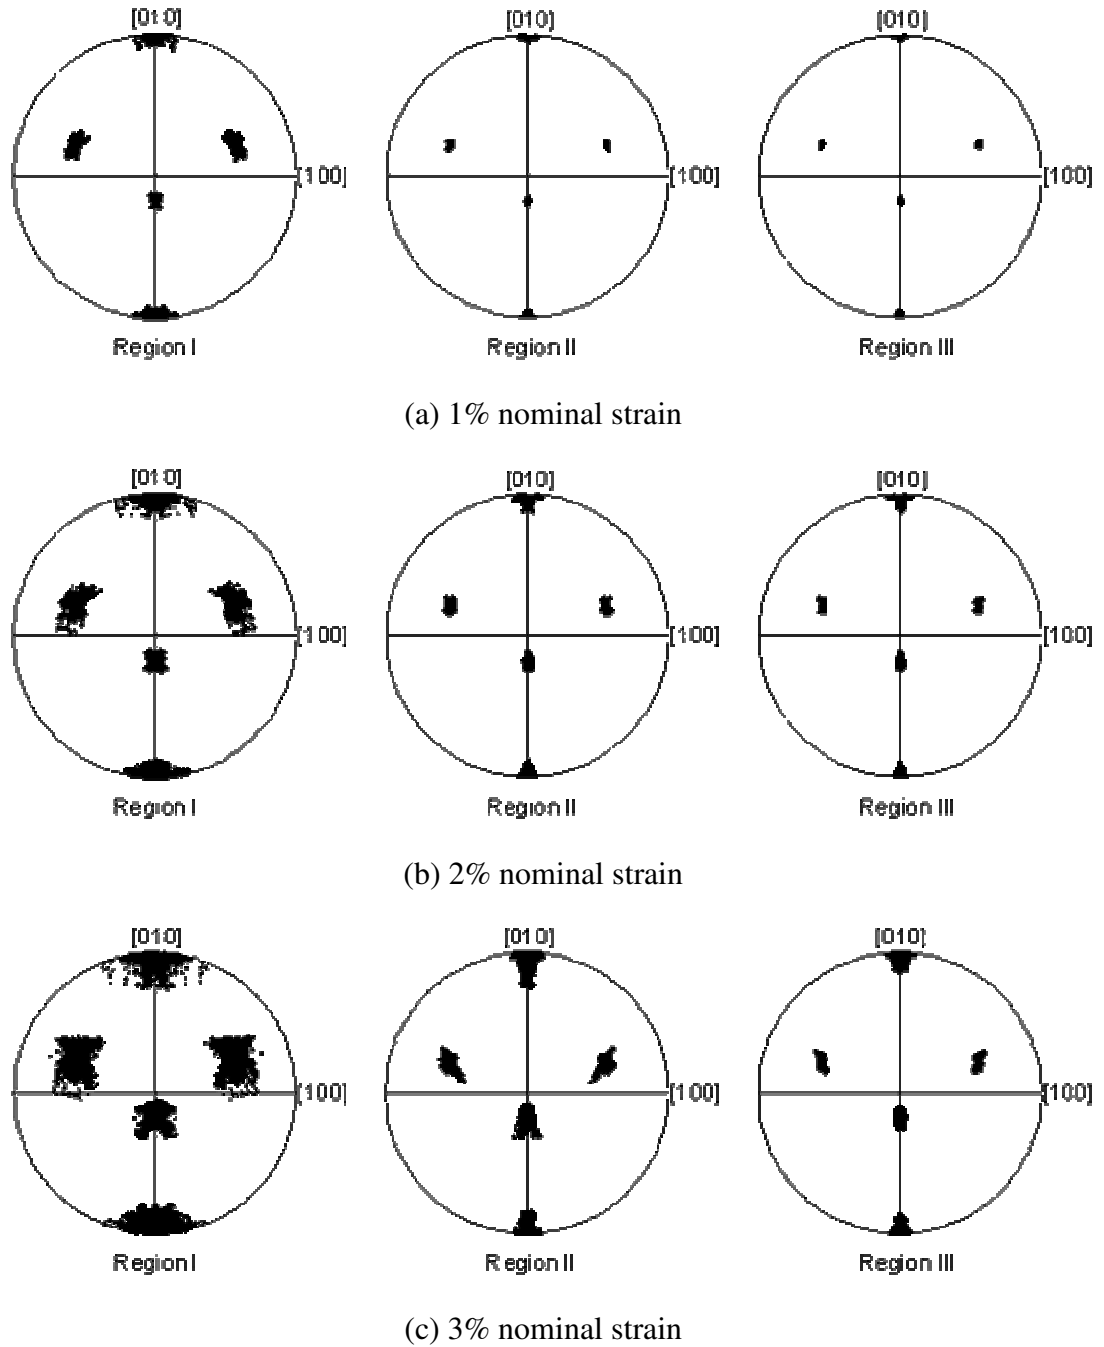 [010] [010] [010]
[100] [100] [100]
Region I Region II Region III
(a) 1% nominal strain
[010] [010] [010]
[100] [100] [100]
Region I Region II Region III
(b) 2% nominal strain
[010] [010] [010]
[100] [100] [100]
Region I Region II Region III
(c) 3% nominal strain